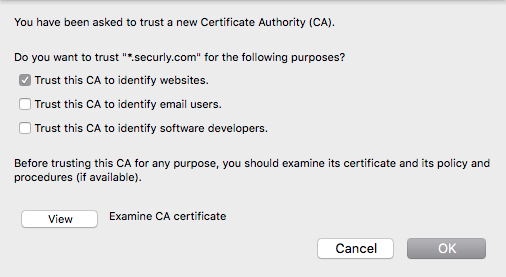 You have been asked to trust a new Certificate Authority (CA).
Do you want to trust "*.securly.com" for the following purposes?
Trust this CA to identify websites.
Trust this CA to identify email users.
Trust this CA to identify software developers.
Before trusting this CA for any purpose, you should examine its certificate and its policy and
procedures (if available).
View Examine CA certificate
Cancel OK